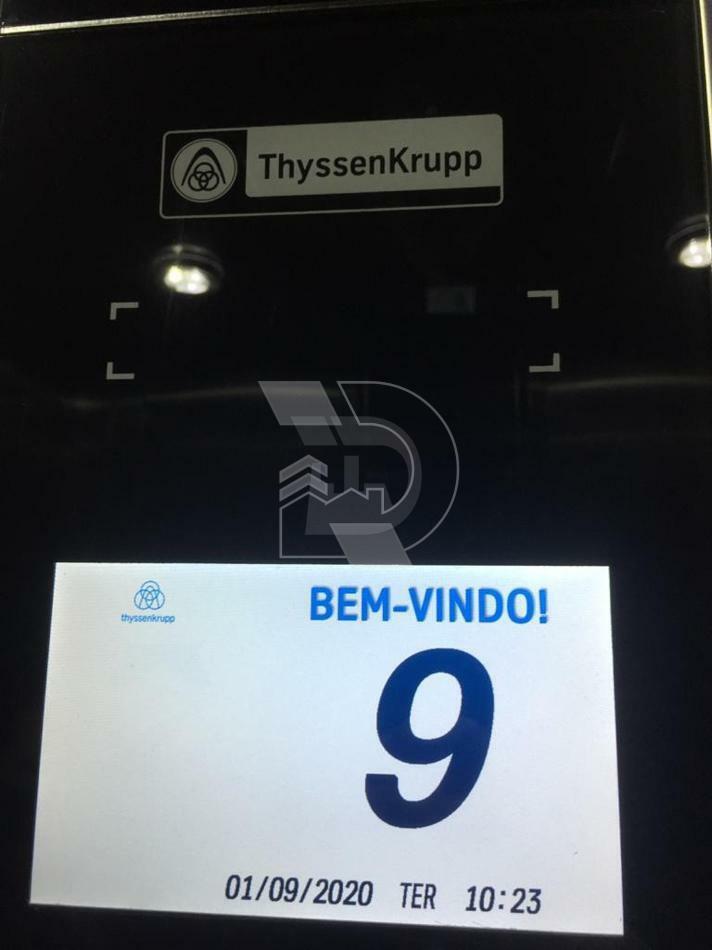 ThyssenKrupp
thyssenkrupp
BEM-VINDO!
9
01/09/2020 TER 10:23